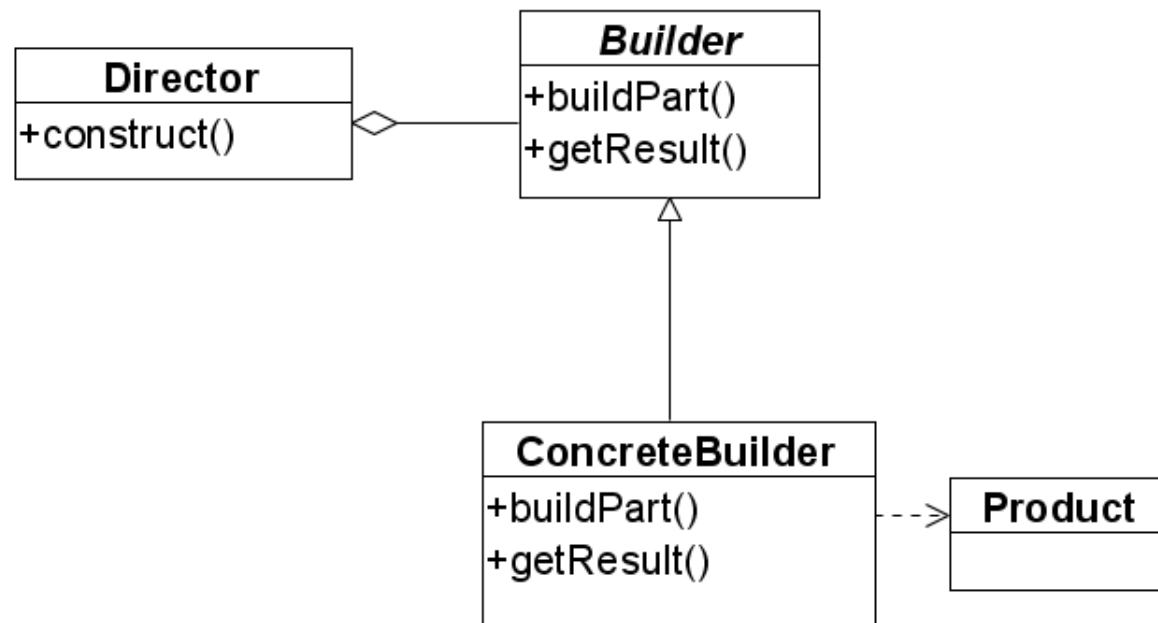 Director
+construct()
Builder
+buildPart()
+getResult()
ConcreteBuilder
+buildPart()
+getResult()
Product